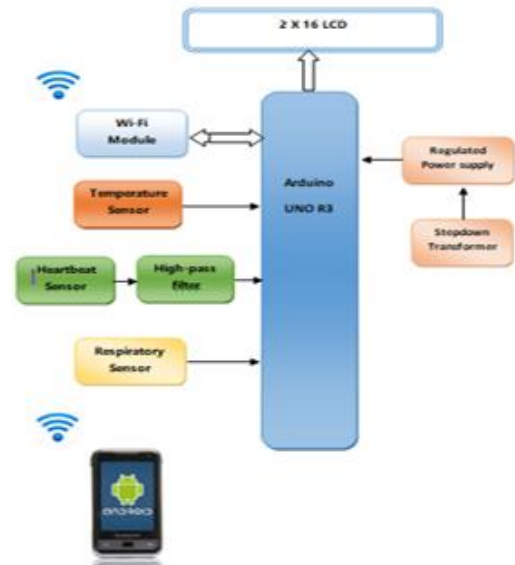 2 X 16 LCD
Wi-Fi
Module
Regulated
Power supply
Arduino
UNO R3
Temperature
Sensor
Stepdown
Transformer
Heartbeat
Sensor
High-pass
filter
Respiratory
Sensor
ANDROID